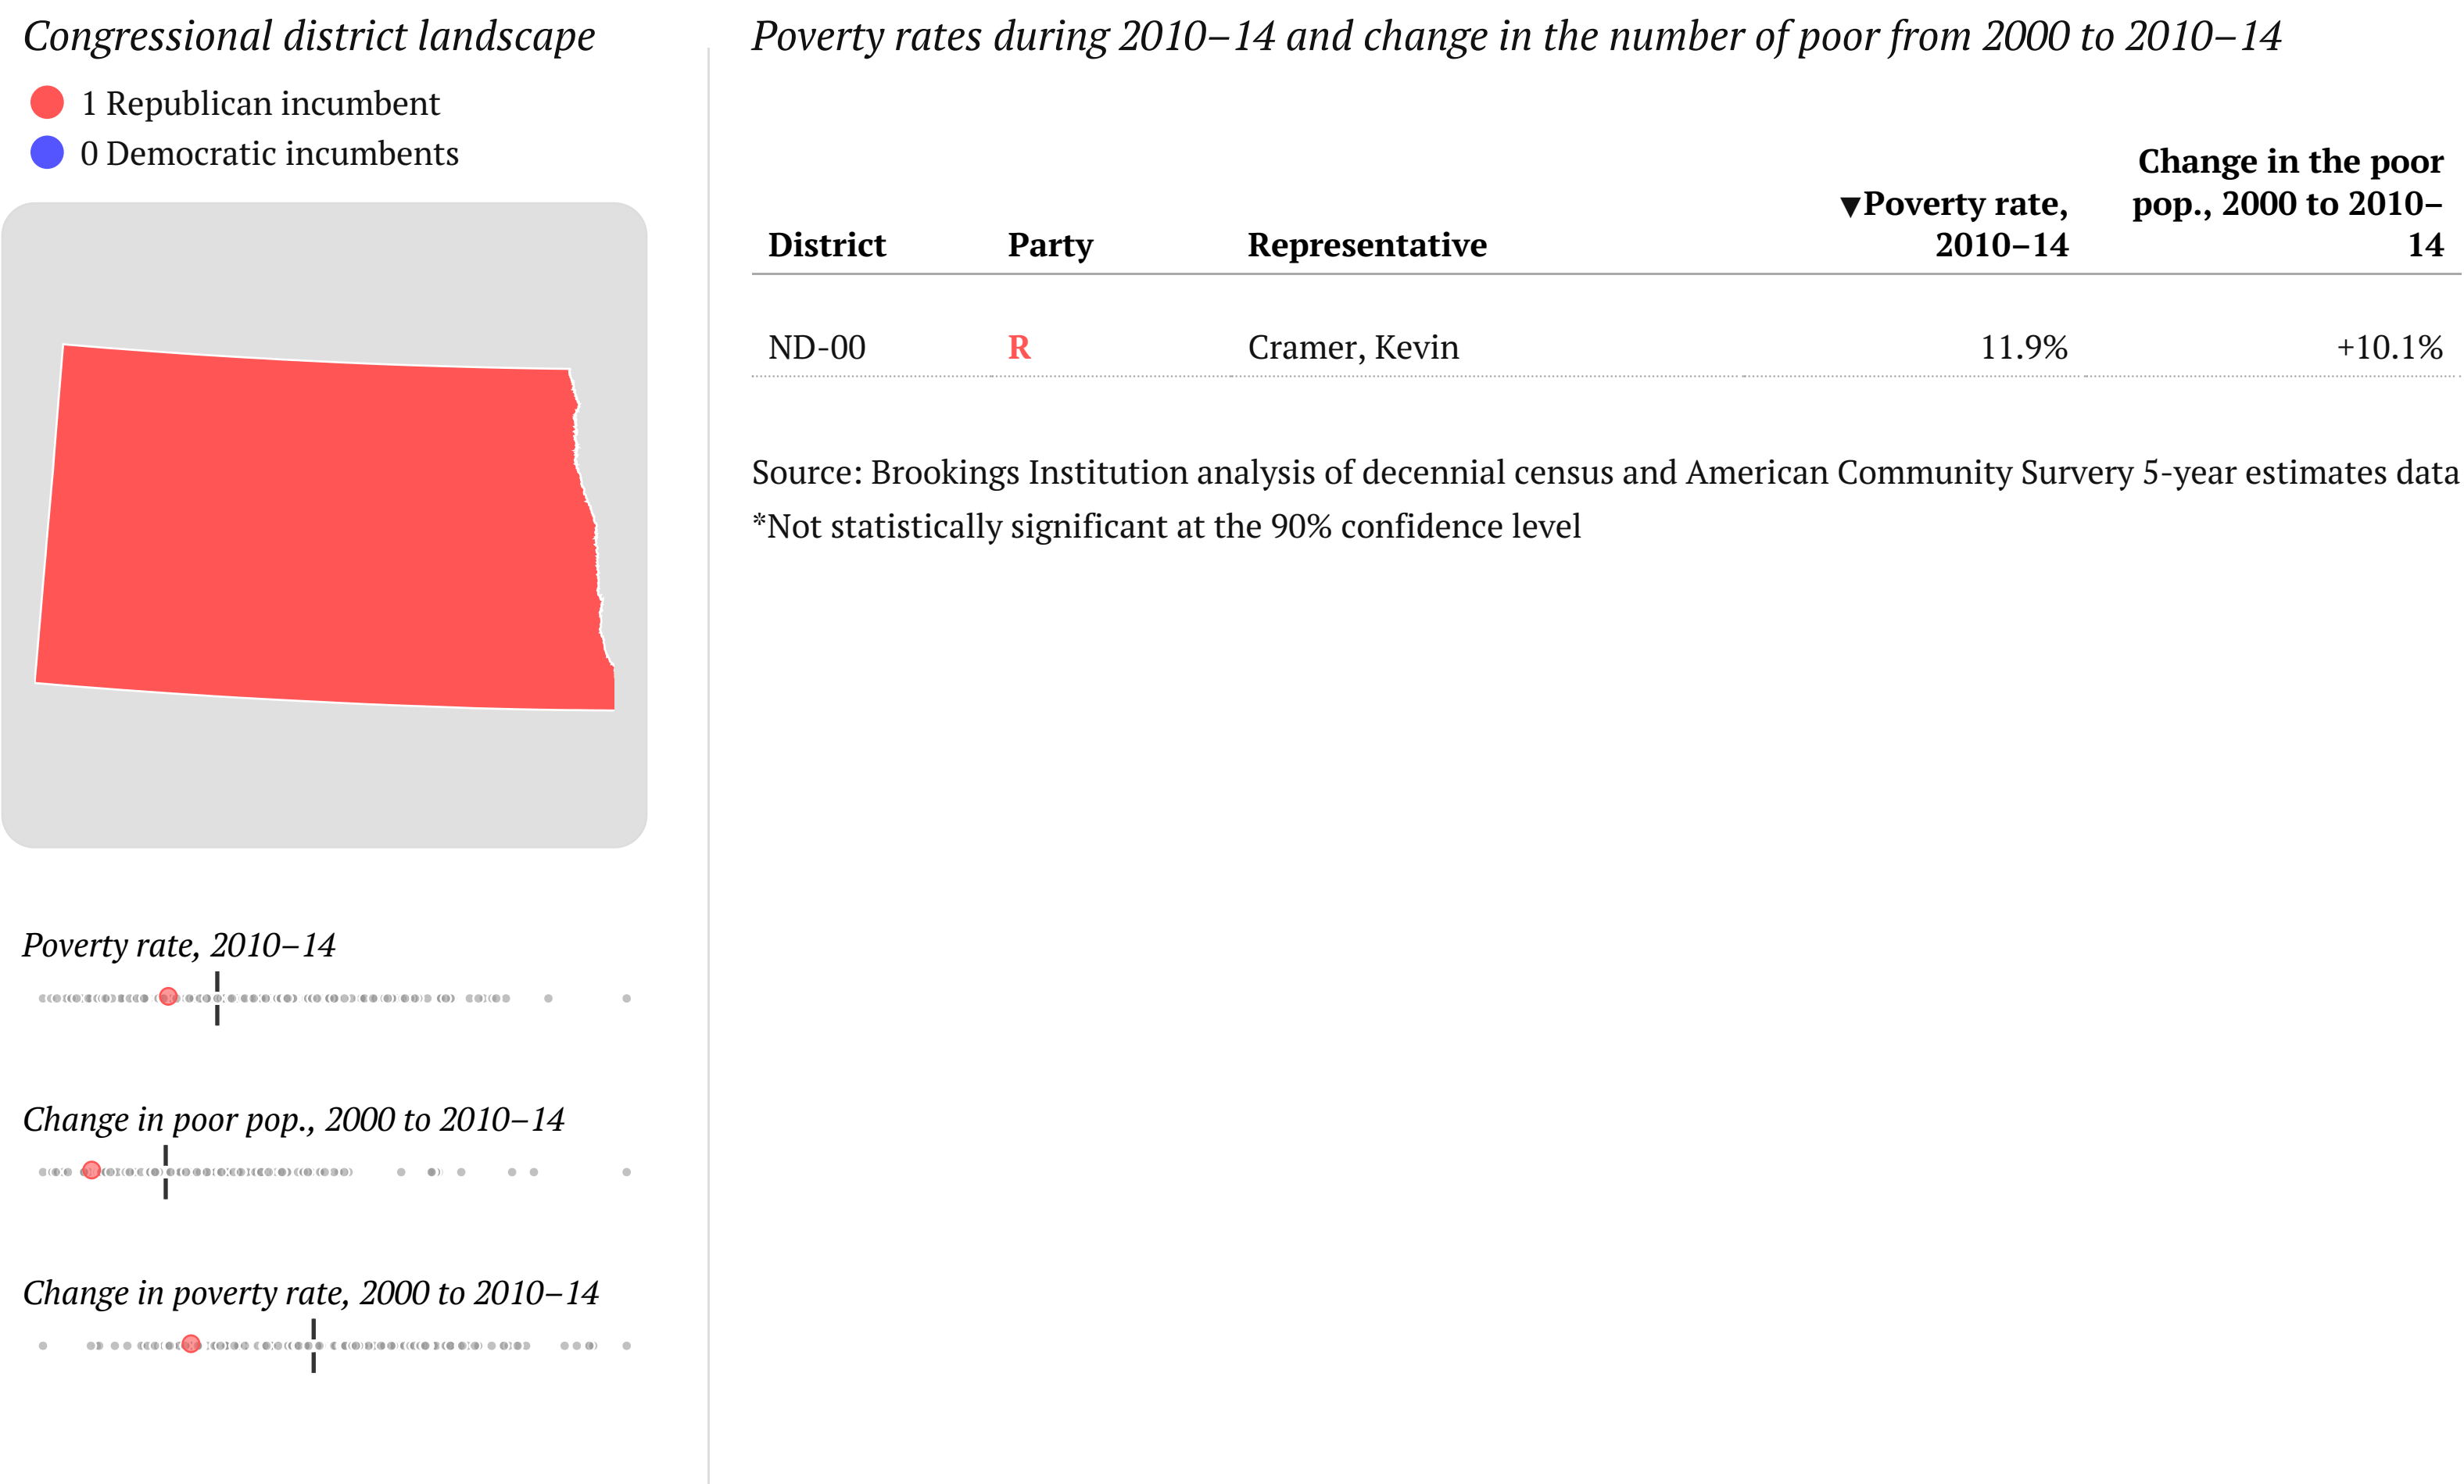 Congressional district landscape
1 Republican incumbent
0 Democratic incumbents
Poverty rate, 2010–14
Change in poor pop., 2000 to 2010–14
Change in poverty rate, 2000 to 2010–14
Poverty rates during 2010–14 and change in the number of poor from 2000 to 2010–14
District
Party
Representative
▼Poverty rate,
2010–14
Change in the poor
pop., 2000 to 2010–
14
ND-00 R Cramer, Kevin 11.9% +10.1%
Source: Brookings Institution analysis of decennial census and American Community Survery 5-year estimates data
*Not statistically significant at the 90% confidence level